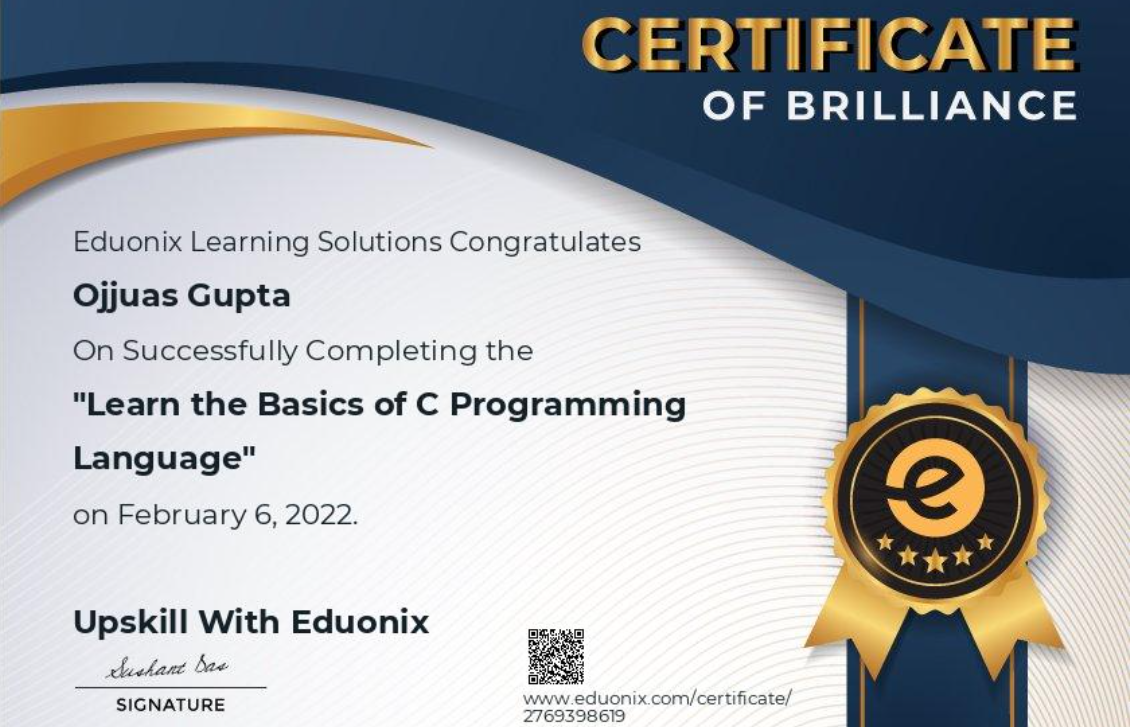 CERTIFICATE
OF BRILLIANCE
Eduonix Learning Solutions Congratulates
Ojjuas Gupta
On Successfully Completing the
"Learn the Basics of C Programming
Language"
on February 6, 2022.
Upskill With Eduonix
Sushant Das
SIGNATURE
www.eduonix.com/certificate/
2769398619